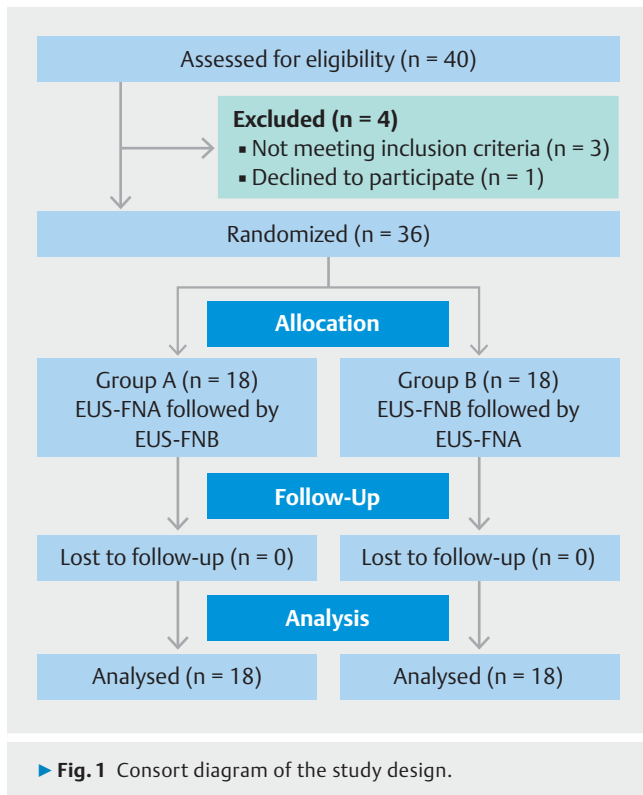 Assessed for eligibility (n = 40)
Excluded (n = 4)
▪ Not meeting inclusion criteria (n = 3)
▪ Declined to participate (n = 1)
Randomized (n = 36)
Allocation
Group A (n = 18)
EUS-FNA followed by
EUS-FNB
Group B (n = 18)
EUS-FNB followed by
EUS-FNA
Follow-Up
Lost to follow-up (n = 0)
Lost to follow-up (n = 0)
Analysis
Analysed (n = 18)
Analysed (n = 18)
▶ Fig. 1 Consort diagram of the study design.